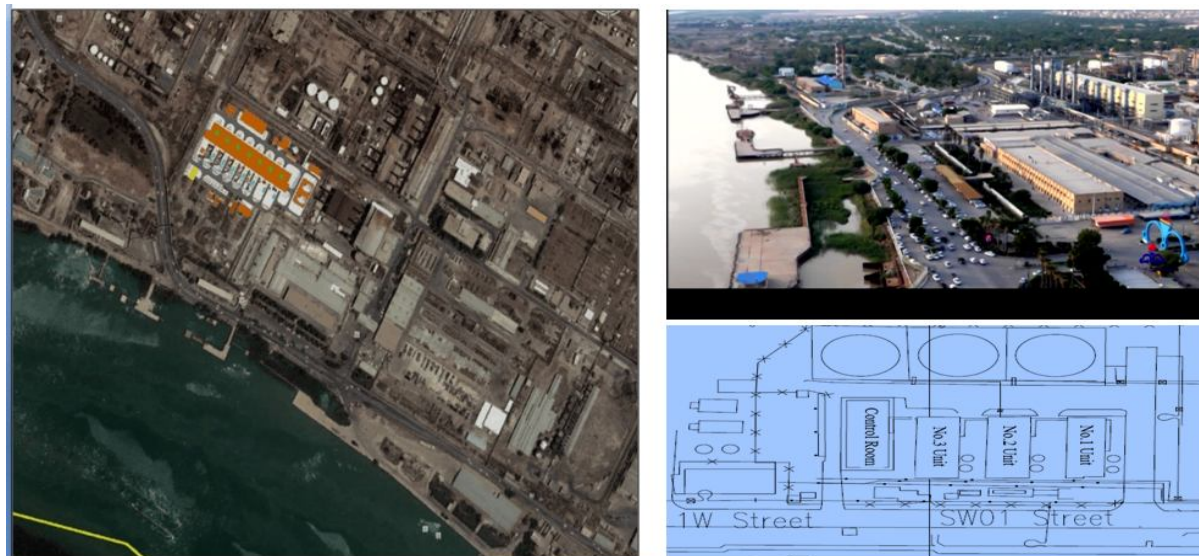 Control Room
No.3 Unit
No.2 Unit
No.1 Unit
1W Street
SW01 Street